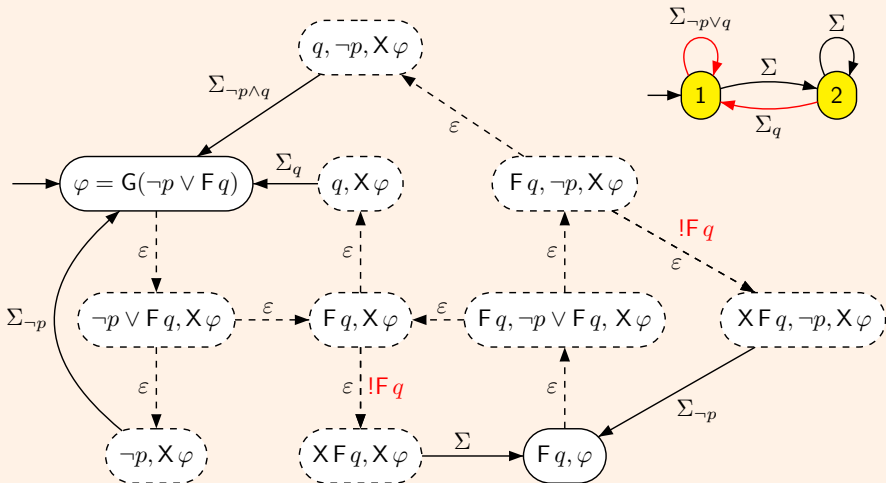 Σ¬p∨q Σ
q, ¬p, X φ
1 Σ 2
Σ¬p∧q
Σq
ε
φ = G(¬p ∨ F q) Σq q, X φ F q, ¬p, X φ
!F q
ε ε ε ε
Σ¬p
¬p ∨ F q, X φ ε F q, X φ ε F q, ¬p ∨ F q, X φ X F q, ¬p, X φ
ε ε !F q ε
Σ¬p
¬p, X φ X F q, X φ Σ F q, φ